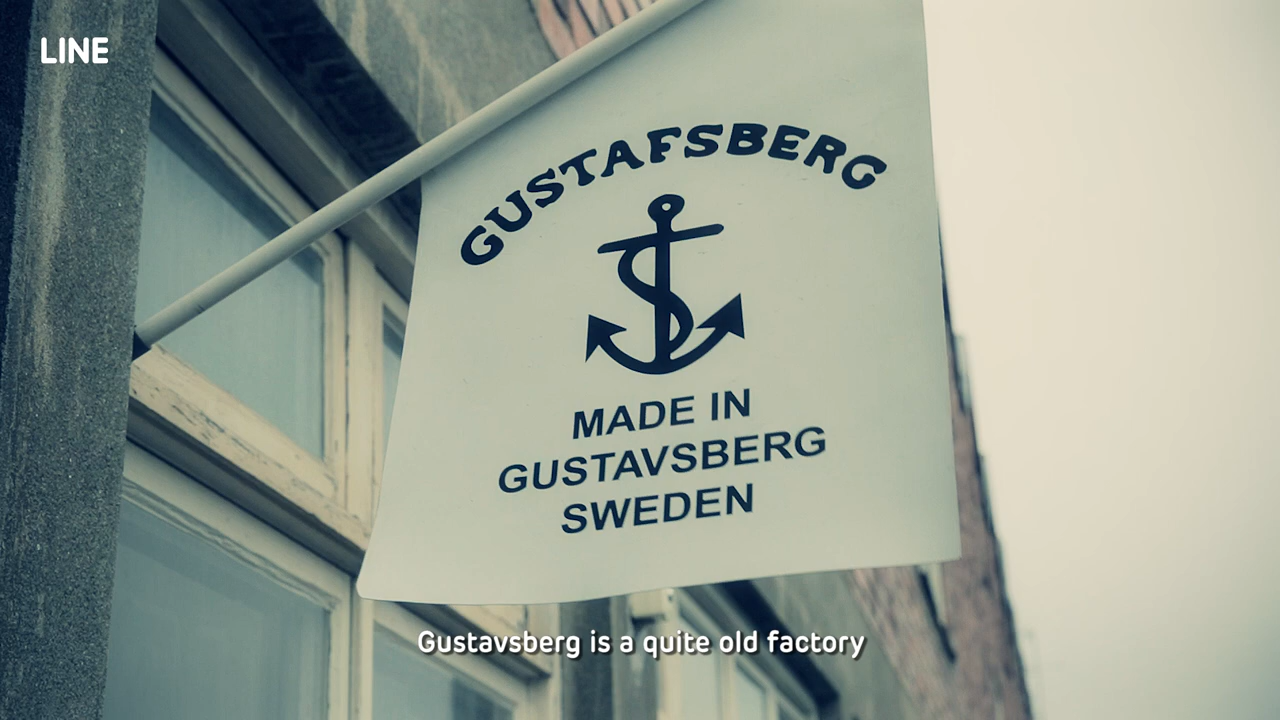 LINE
GUSTAFSBERG
MADE IN
GUSTAVSBERG
SWEDEN
Gustavsberg is a quite old factory